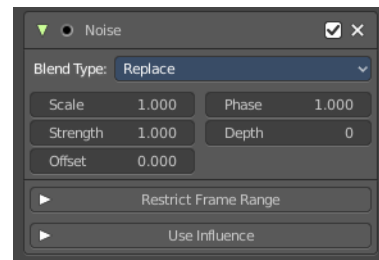 Noise
Blend Type: Replace
Scale 1.000 Phase 1.000
Strength 1.000 Depth 0
Offset 0.000
Restrict Frame Range
Use Influence